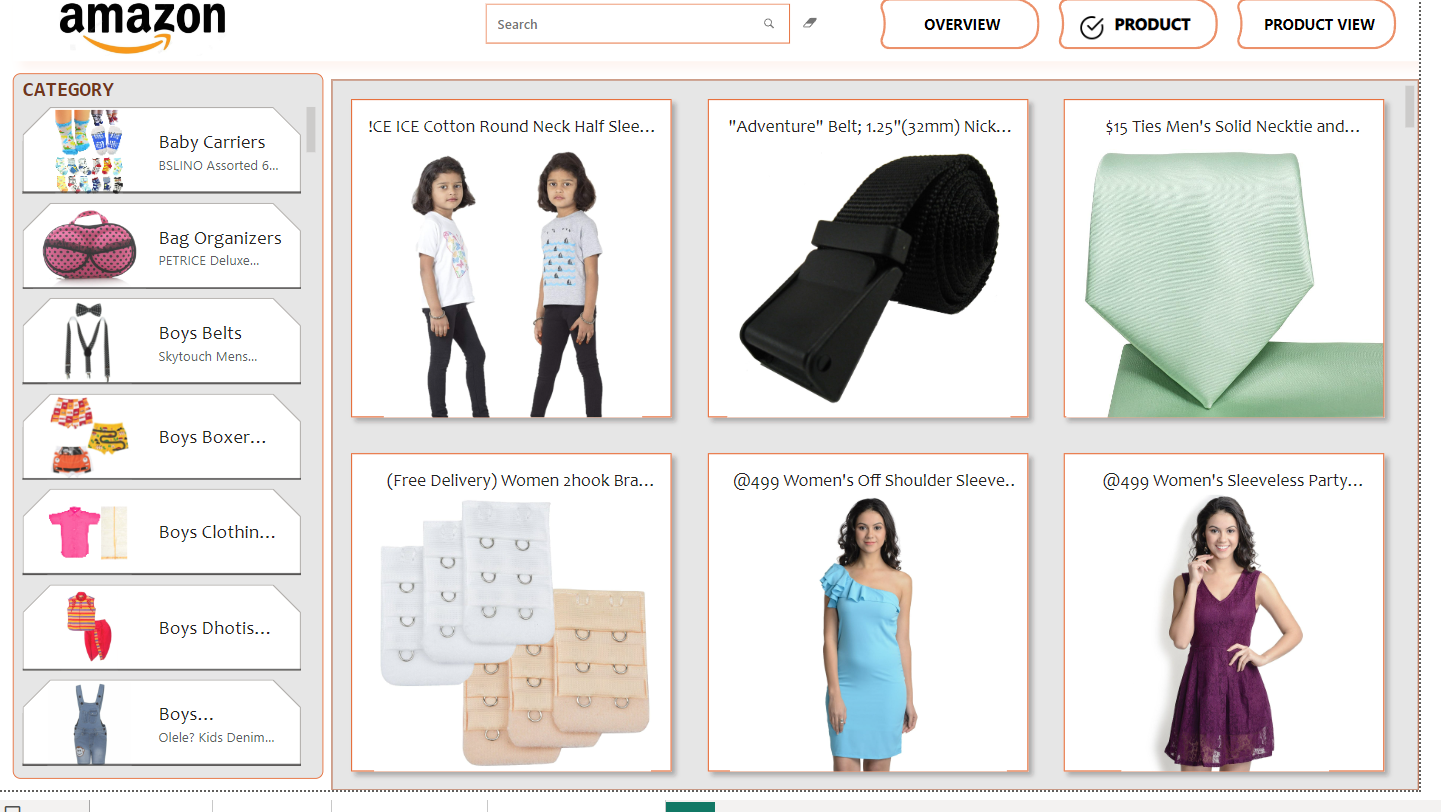 amazon
Search
OVERVIEW
PRODUCT
PRODUCT VIEW
CATEGORY
Baby Carriers
BSLINO Assorted 6...
Bag Organizers
PETRICE Deluxe...
Boys Belts
Skytouch Mens...
Boys Boxer...
Boys Clothin...
Boys Dhotis...
Boys...
Olele? Kids Denim...
!CE ICE Cotton Round Neck Half Slee...
"Adventure" Belt; 1.25"(32mm) Nick...
$15 Ties Men's Solid Necktie and...
(Free Delivery) Women 2hook Bra...
@499 Women's Off Shoulder Sleeve..
@499 Women's Sleeveless Party...